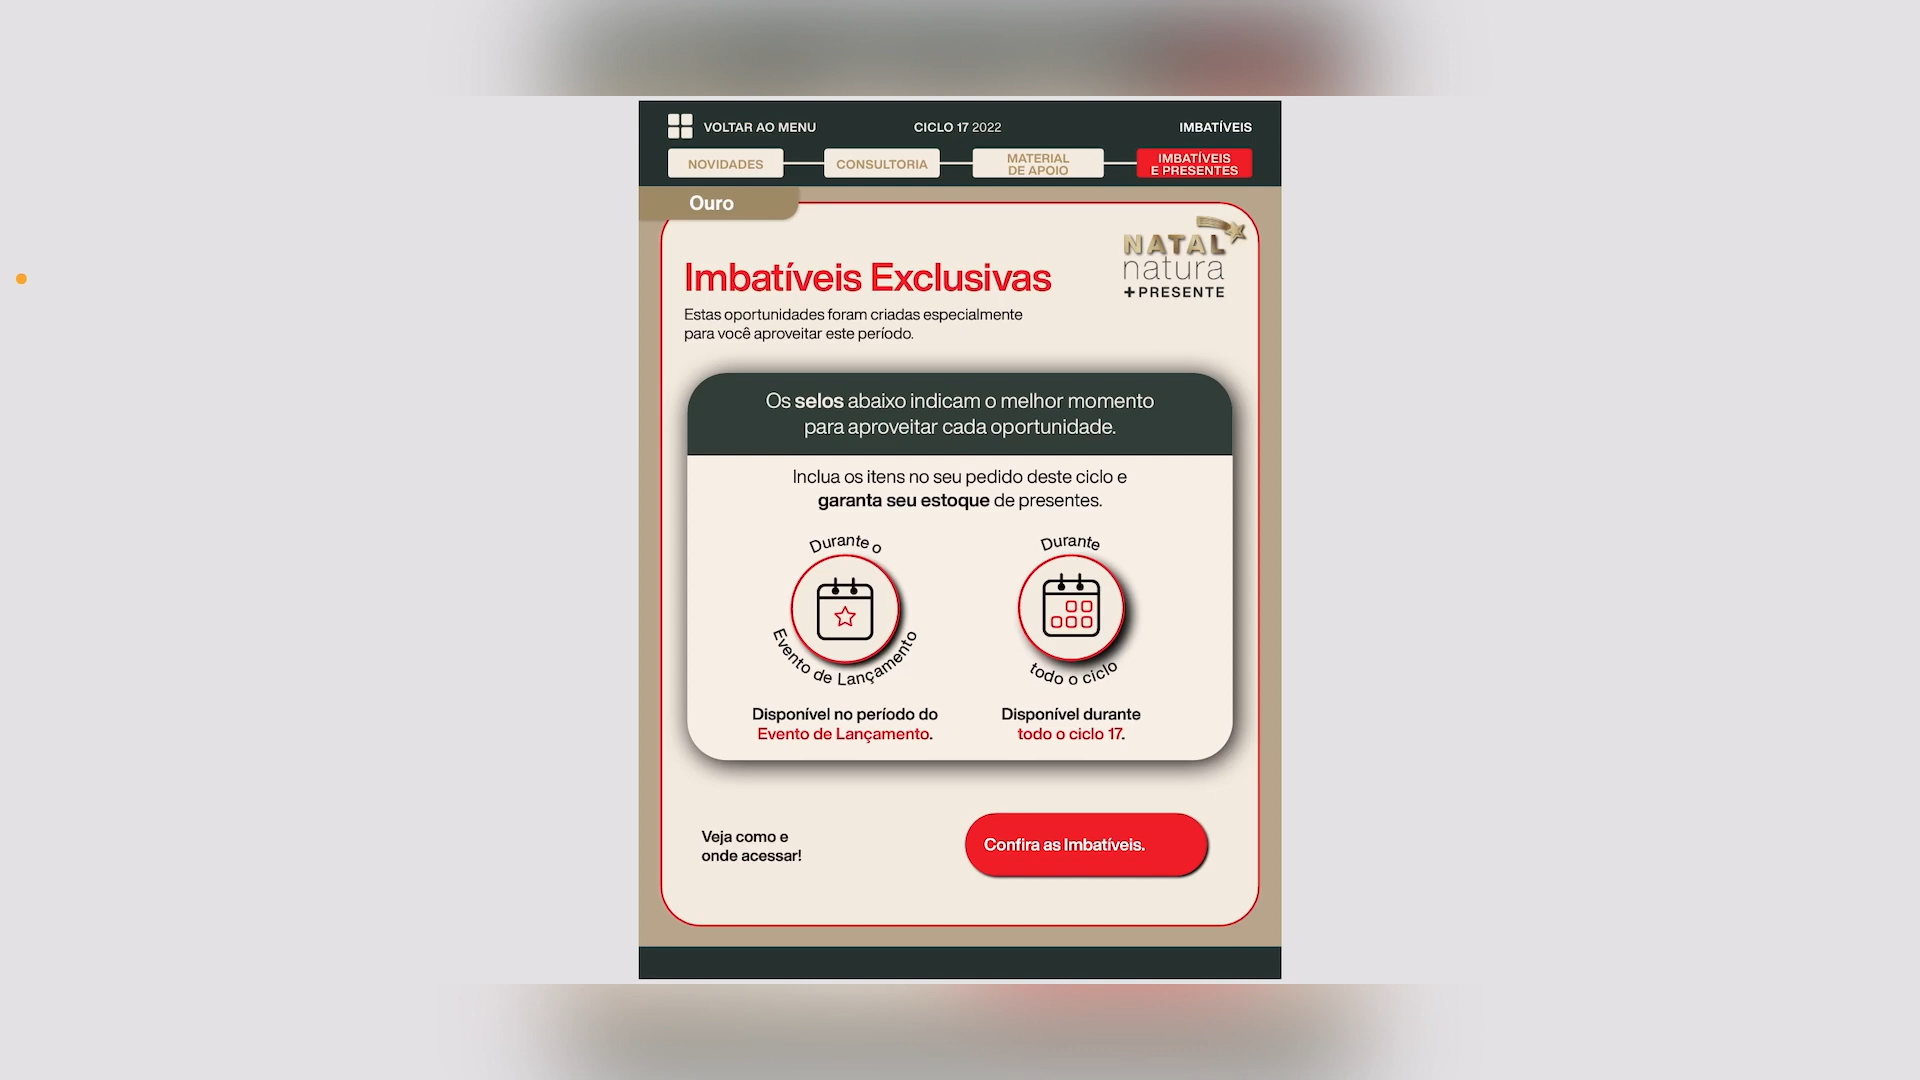 VOLTAR AO MENU
CICLO 17 2022
IMBATÍVEIS
NOVIDADES
CONSULTORIA
MATERIAL
DE APOIO
IMBATÍVEIS
E PRESENTES
Ouro
NATAL
natura
+PRESENTE
Imbatíveis Exclusivas
Estas oportunidades foram criadas especialmente
para você aproveitar este período.
Os selos abaixo indicam o melhor momento
para aproveitar cada oportunidade.
Inclua os itens no seu pedido deste ciclo e
garanta seu estoque de presentes.
Durante o
Evento de Lançamento
Disponível no período do
Evento de Lançamento.
Durante
todo o ciclo
Disponível durante
todo o ciclo 17.
Veja como e
onde acessar!
Confira as Imbatíveis.